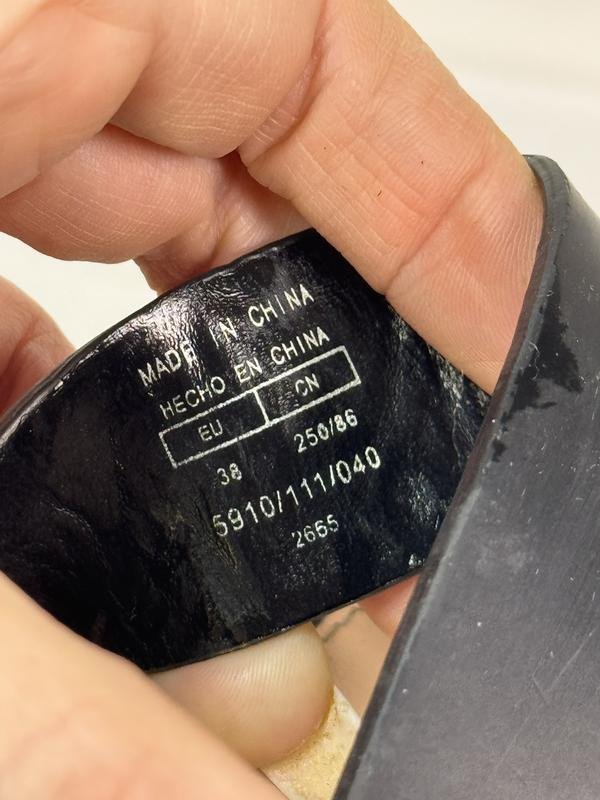 MADE IN CHINA
HECHO EN CHINA
EU CN
38 250/86
5910/111/040
2665